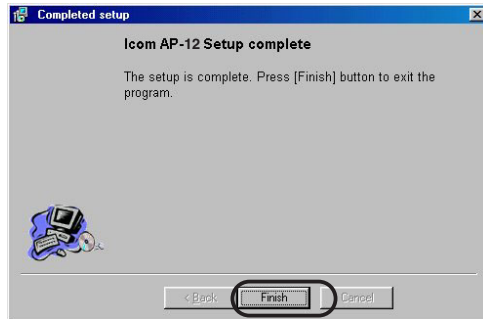 Completed setup
Icom AP-12 Setup complete
The setup is complete. Press [Finish] button to exit the
program.
< Back
Finish
Cancel